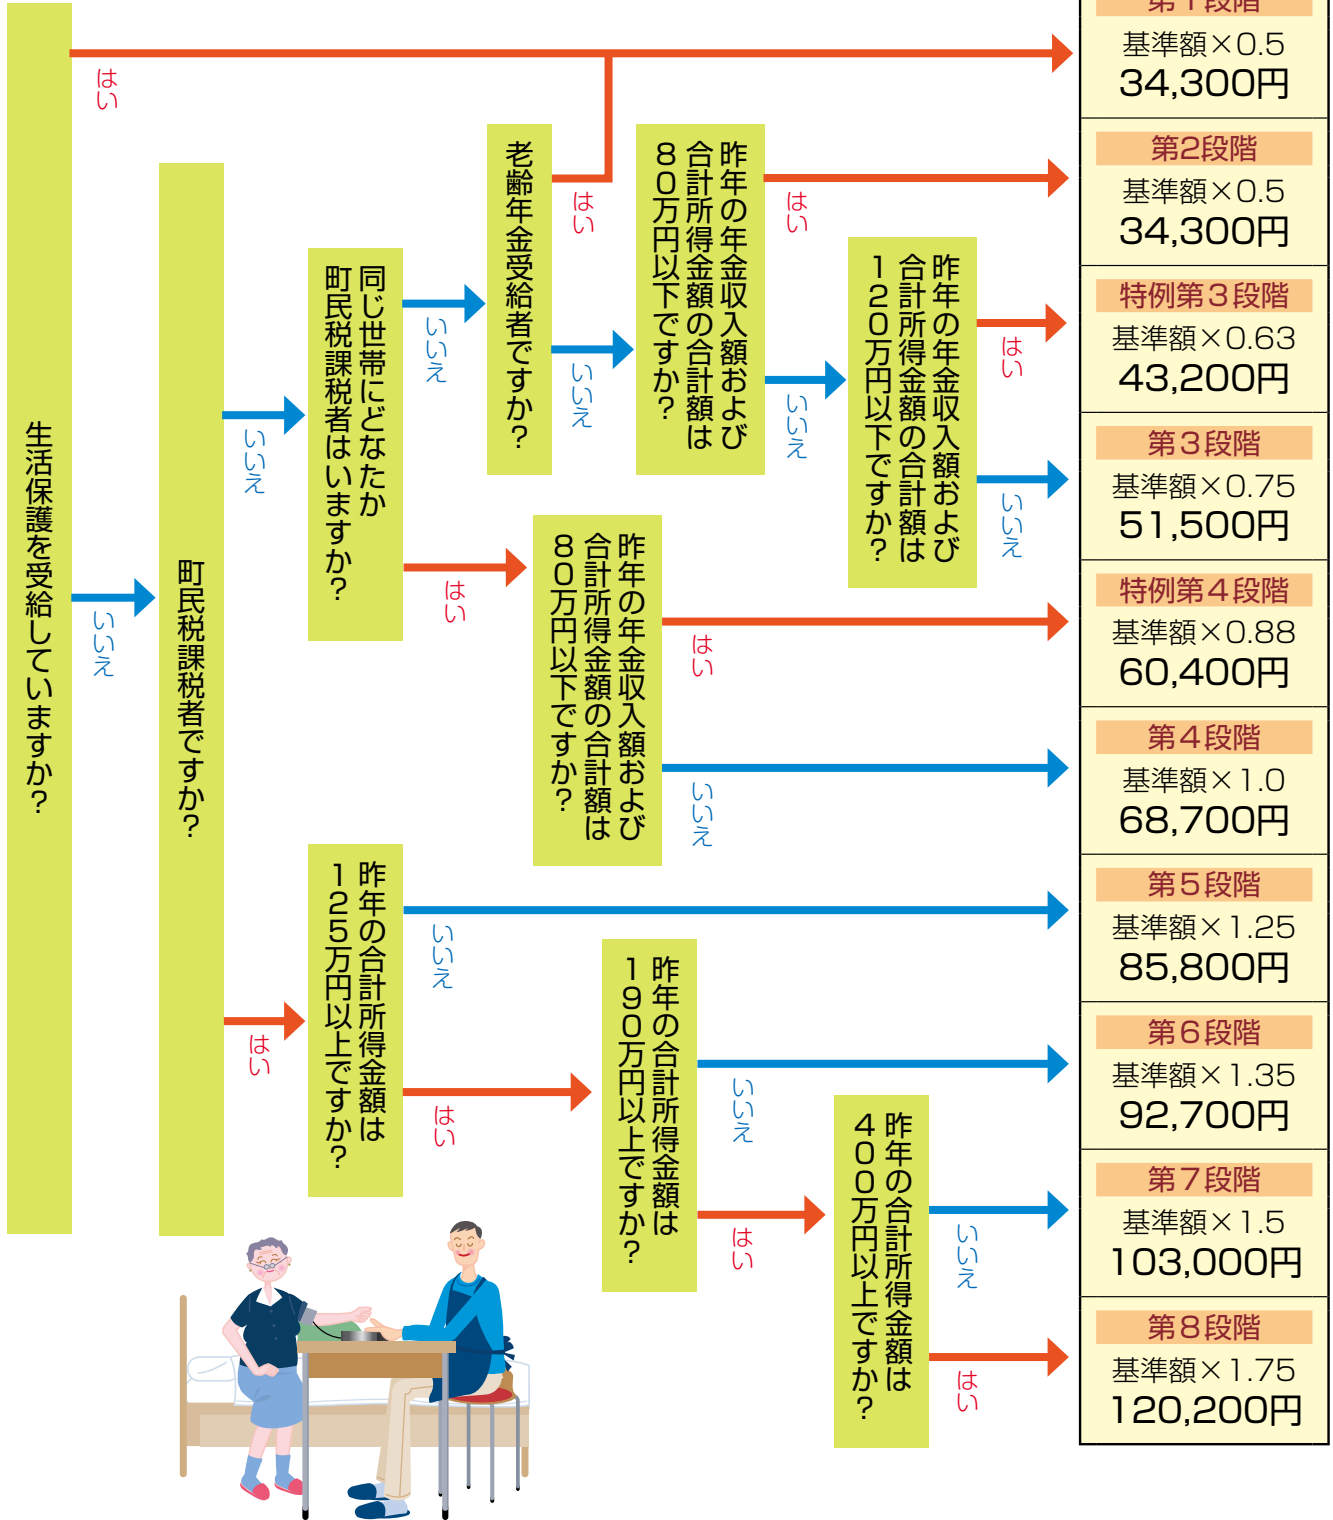 生活保護を受給していますか？
はい
いいえ
町民税課税者ですか？
いいえ
はい
同じ世帯にどなたか
町民税課税者はいますか？
いいえ
はい
老齢年金受給者ですか？
はい
いいえ
昨年の年金収入額および
合計所得金額の合計額は
８０万円以下ですか？
はい
いいえ
昨年の年金収入額および
合計所得金額の合計額は
１２０万円以下ですか？
はい
いいえ
昨年の年金収入額および
合計所得金額の合計額は
８０万円以下ですか？
はい
いいえ
昨年の合計所得金額は
１２５万円以上ですか？
いいえ
はい
昨年の合計所得金額は
１９０万円以上ですか？
いいえ
はい
昨年の合計所得金額は
４００万円以上ですか？
いいえ
はい
第1段階
基準額×0.5
34,300円
第2段階
基準額×0.5
34,300円
特例第3段階
基準額×0.63
43,200円
第3段階
基準額×0.75
51,500円
特例第4段階
基準額×0.88
60,400円
第4段階
基準額×1.0
68,700円
第5段階
基準額×1.25
85,800円
第6段階
基準額×1.35
92,700円
第7段階
基準額×1.5
103,000円
第8段階
基準額×1.75
120,200円